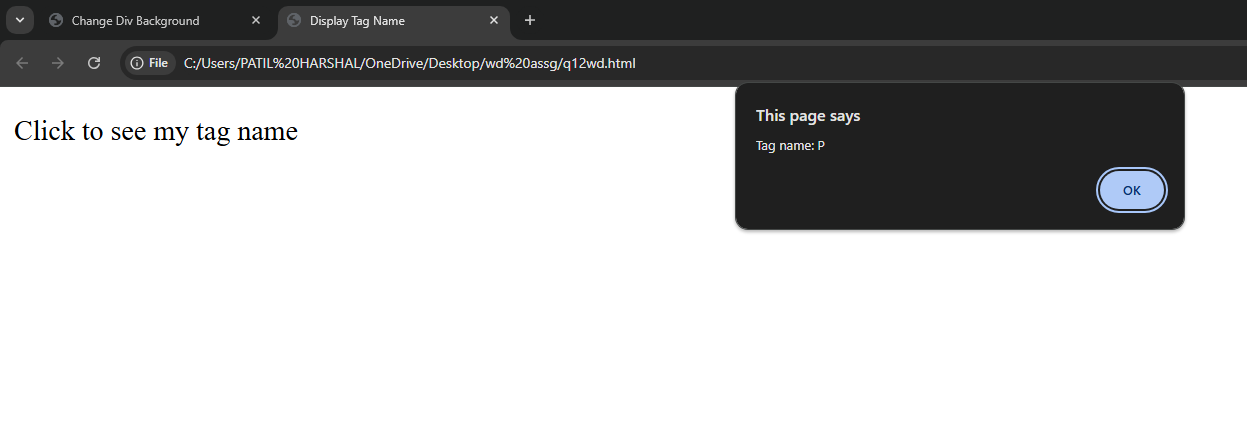 Change Div Background
Display Tag Name
File
C:/Users/PATIL%20HARSHAL/OneDrive/Desktop/wd%20assg/q12wd.html
Click to see my tag name
This page says
Tag name: P
OK